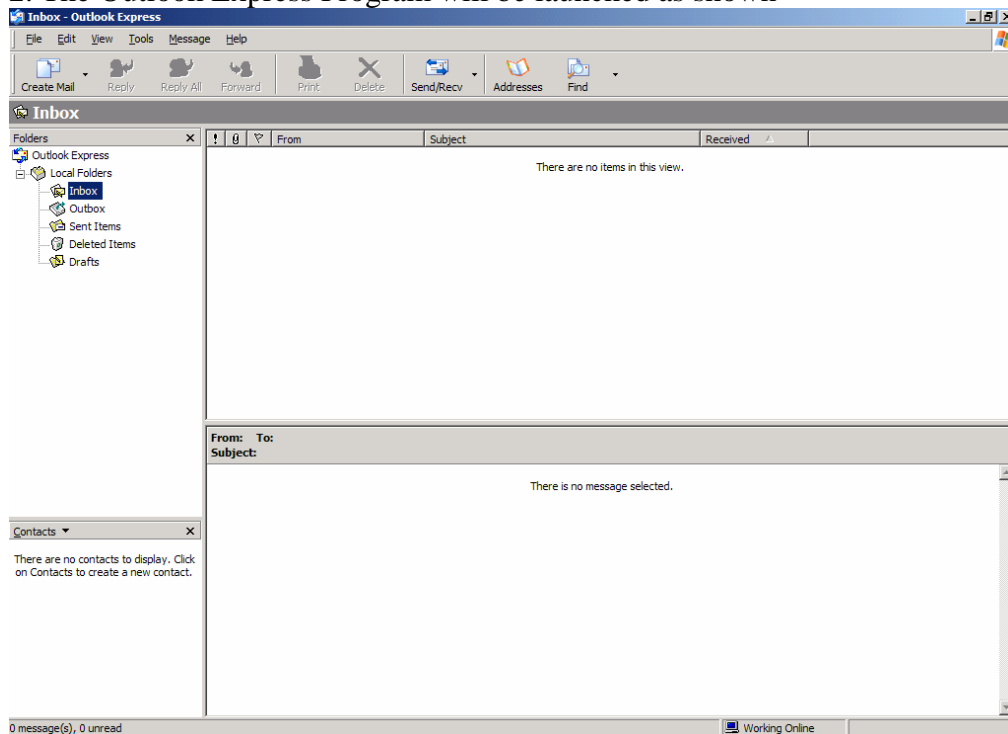 2. The Outlook Express Program will be launched as shown
Inbox - Outlook Express
File Edit View Tools Message Help
Create Mail Reply Reply All Forward Print Delete Send/Recv Addresses Find
Inbox
Folders
! From Subject Received
Outlook Express
Local Folders
Inbox
Outbox
Sent Items
Deleted Items
Drafts
There are no items in this view.
From: To:
Subject:
There is no message selected.
Contacts
There are no contacts to display. Click
on Contacts to create a new contact.
0 message(s), 0 unread
Working Online